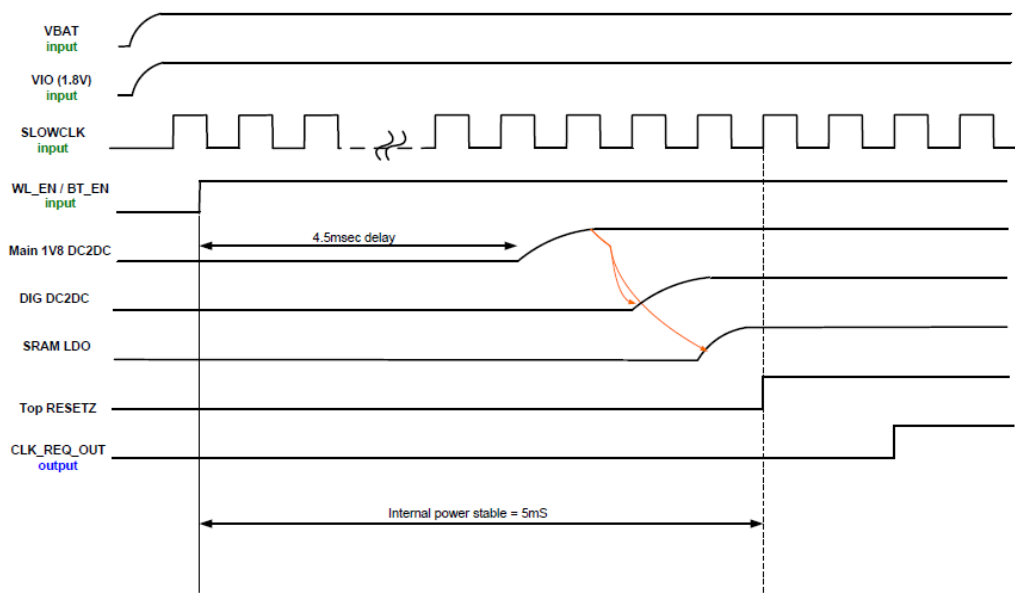 VBAT
input
VIO (1.8V)
input
SLOWCLK
input
WL_EN / BT_EN
input
4.5msec delay
Main 1V8 DC2DC
DIG DC2DC
SRAM LDO
Top RESETZ
CLK_REQ_OUT
output
Internal power stable = 5mS